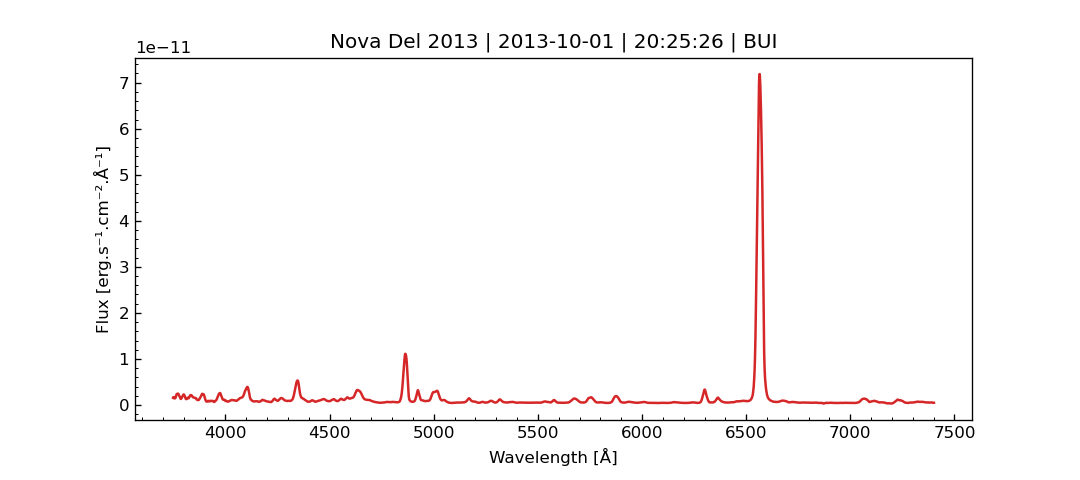 Nova Del 2013 | 2013-10-01 | 20:25:26 | BUI
1e−11
Flux [erg.s⁻¹.cm⁻².Å⁻¹]
7
6
5
4
3
2
1
0
4000 4500 5000 5500 6000 6500 7000 7500
Wavelength [Å]